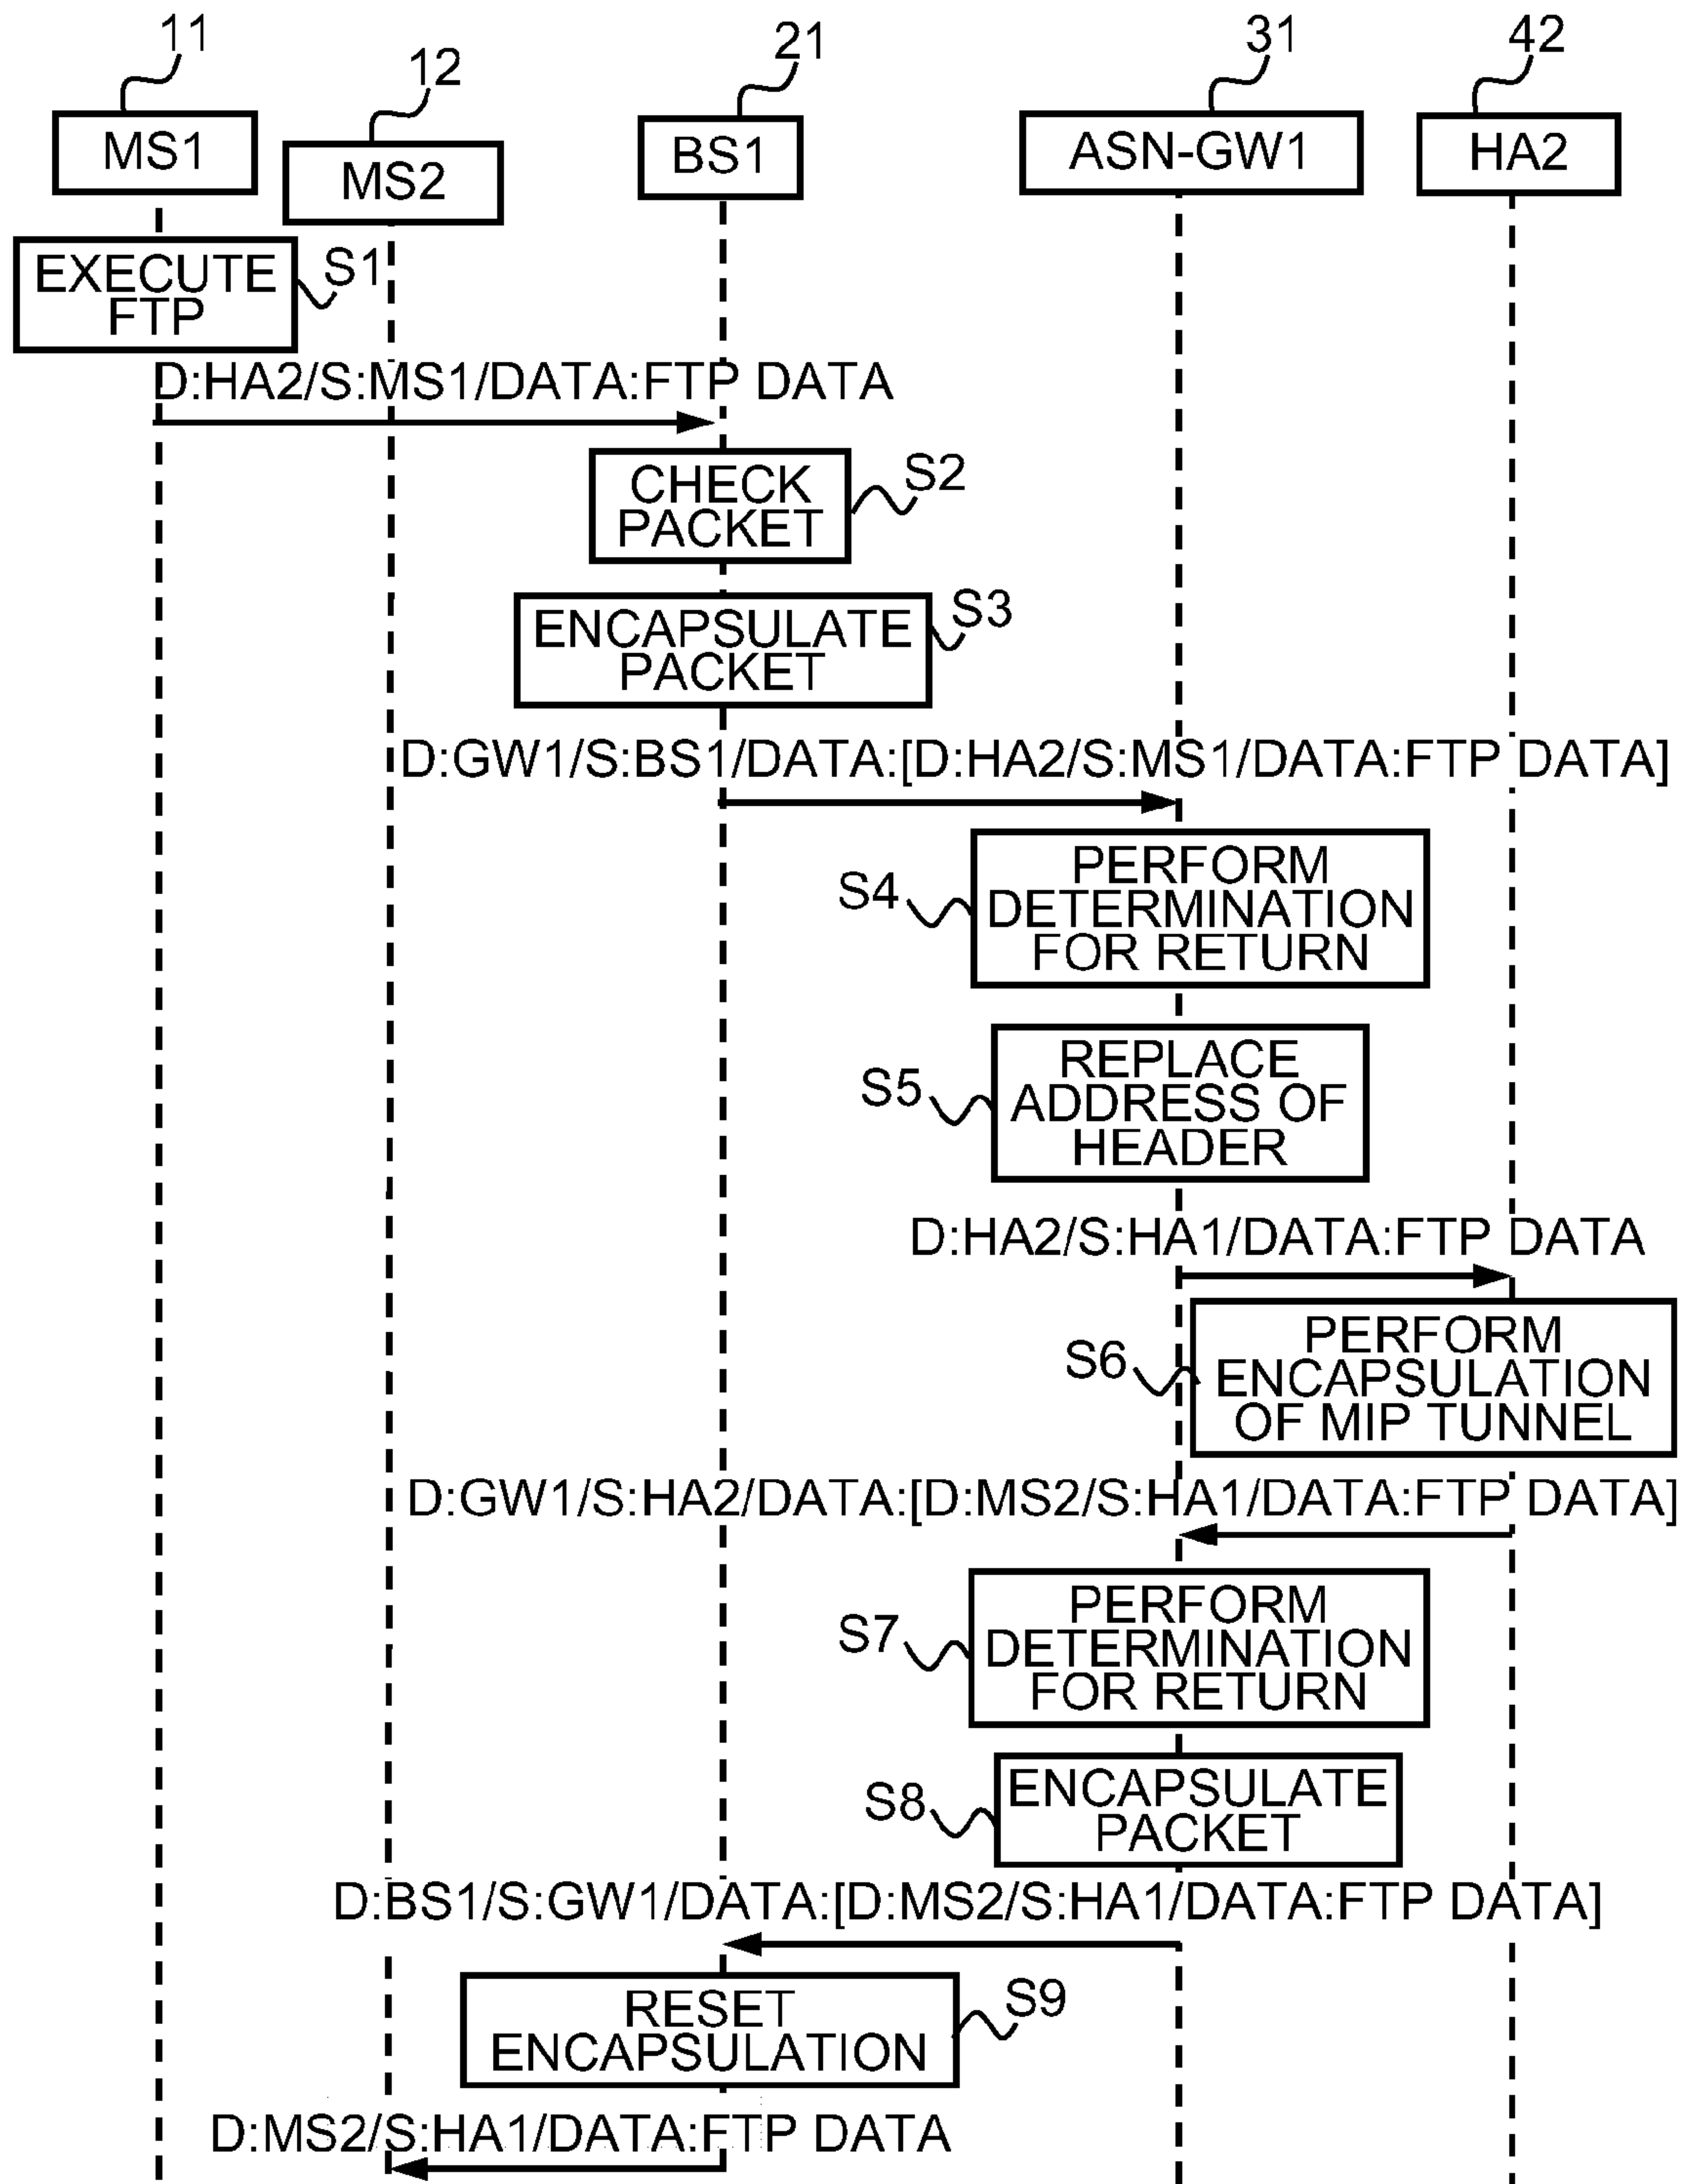 11
12
21
31
42
MS1
MS2
BS1
ASN-GW1
HA2
EXECUTE
FTP
S1
D:HA2/S:MS1/DATA:FTP DATA
CHECK
PACKET
S2
ENCAPSULATE
PACKET
S3
D:GW1/S:BS1/DATA:[D:HA2/S:MS1/DATA:FTP DATA]
S4
PERFORM
DETERMINATION
FOR RETURN
S5
REPLACE
ADDRESS OF
HEADER
D:HA2/S:HA1/DATA:FTP DATA
S6
PERFORM
ENCAPSULATION
OF MIP TUNNEL
D:GW1/S:HA2/DATA:[D:MS2/S:HA1/DATA:FTP DATA]
S7
PERFORM
DETERMINATION
FOR RETURN
S8
ENCAPSULATE
PACKET
D:BS1/S:GW1/DATA:[D:MS2/S:HA1/DATA:FTP DATA]
RESET
ENCAPSULATION
S9
D:MS2/S:HA1/DATA:FTP DATA